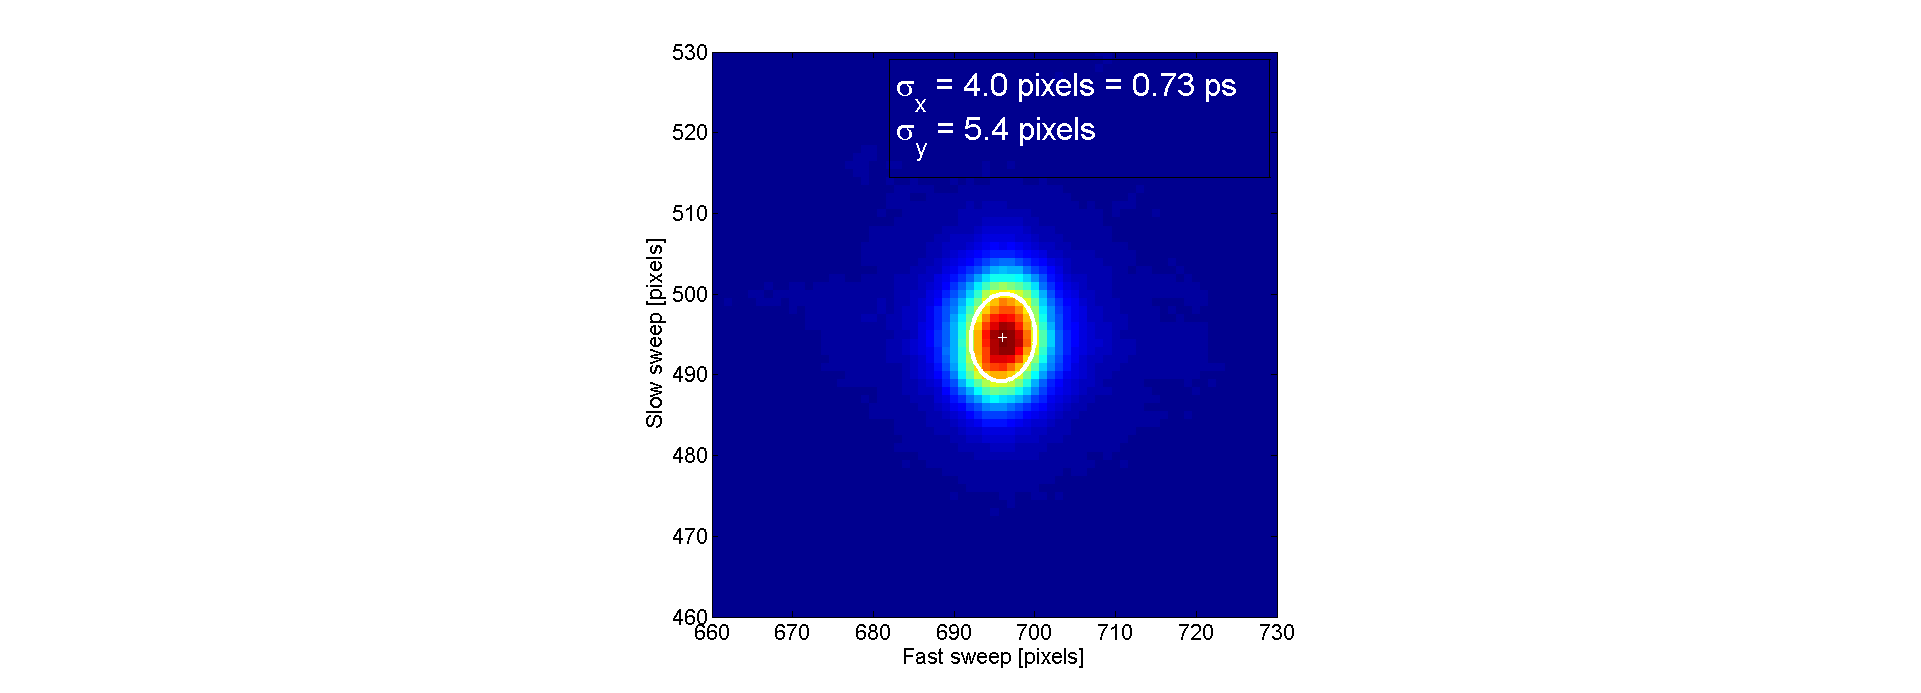 σx = 4.0 pixels = 0.73 ps
σy = 5.4 pixels
530
520
510
500
490
480
470
460
Slow sweep [pixels]
660 670 680 690 700 710 720 730
Fast sweep [pixels]